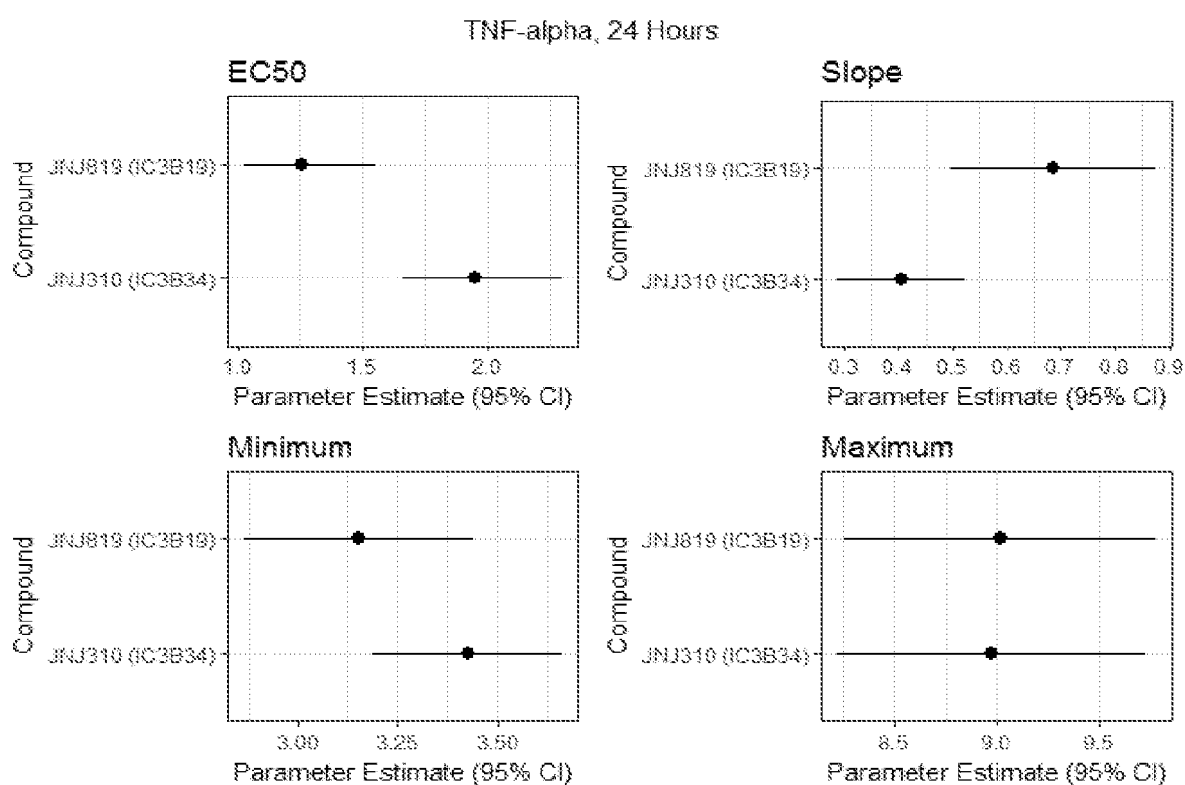 TNF-alpha, 24 Hours
EC50
Compound
JNJ819 (IC3B19)
JNJ310 (IC3B34)
1.0 1.5 2.0
Parameter Estimate (95% CI)
Slope
Compound
JNJ819 (IC3B19)
JNJ310 (IC3B34)
0.3 0.4 0.5 0.6 0.7 0.8 0.9
Parameter Estimate (95% CI)
Minimum
Compound
JNJ819 (IC3B19)
JNJ310 (IC3B34)
3.00 3.25 3.50
Parameter Estimate (95% CI)
Maximum
Compound
JNJ819 (IC3B19)
JNJ310 (IC3B34)
8.5 9.0 9.5
Parameter Estimate (95% CI)